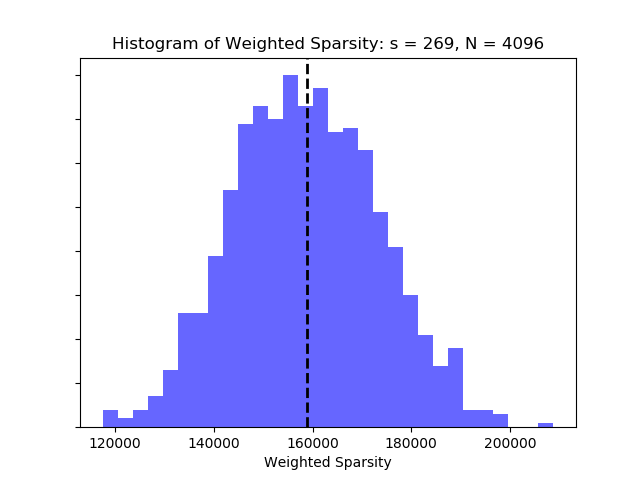 Histogram of Weighted Sparsity: s = 269, N = 4096
120000 140000 160000 180000 200000
Weighted Sparsity